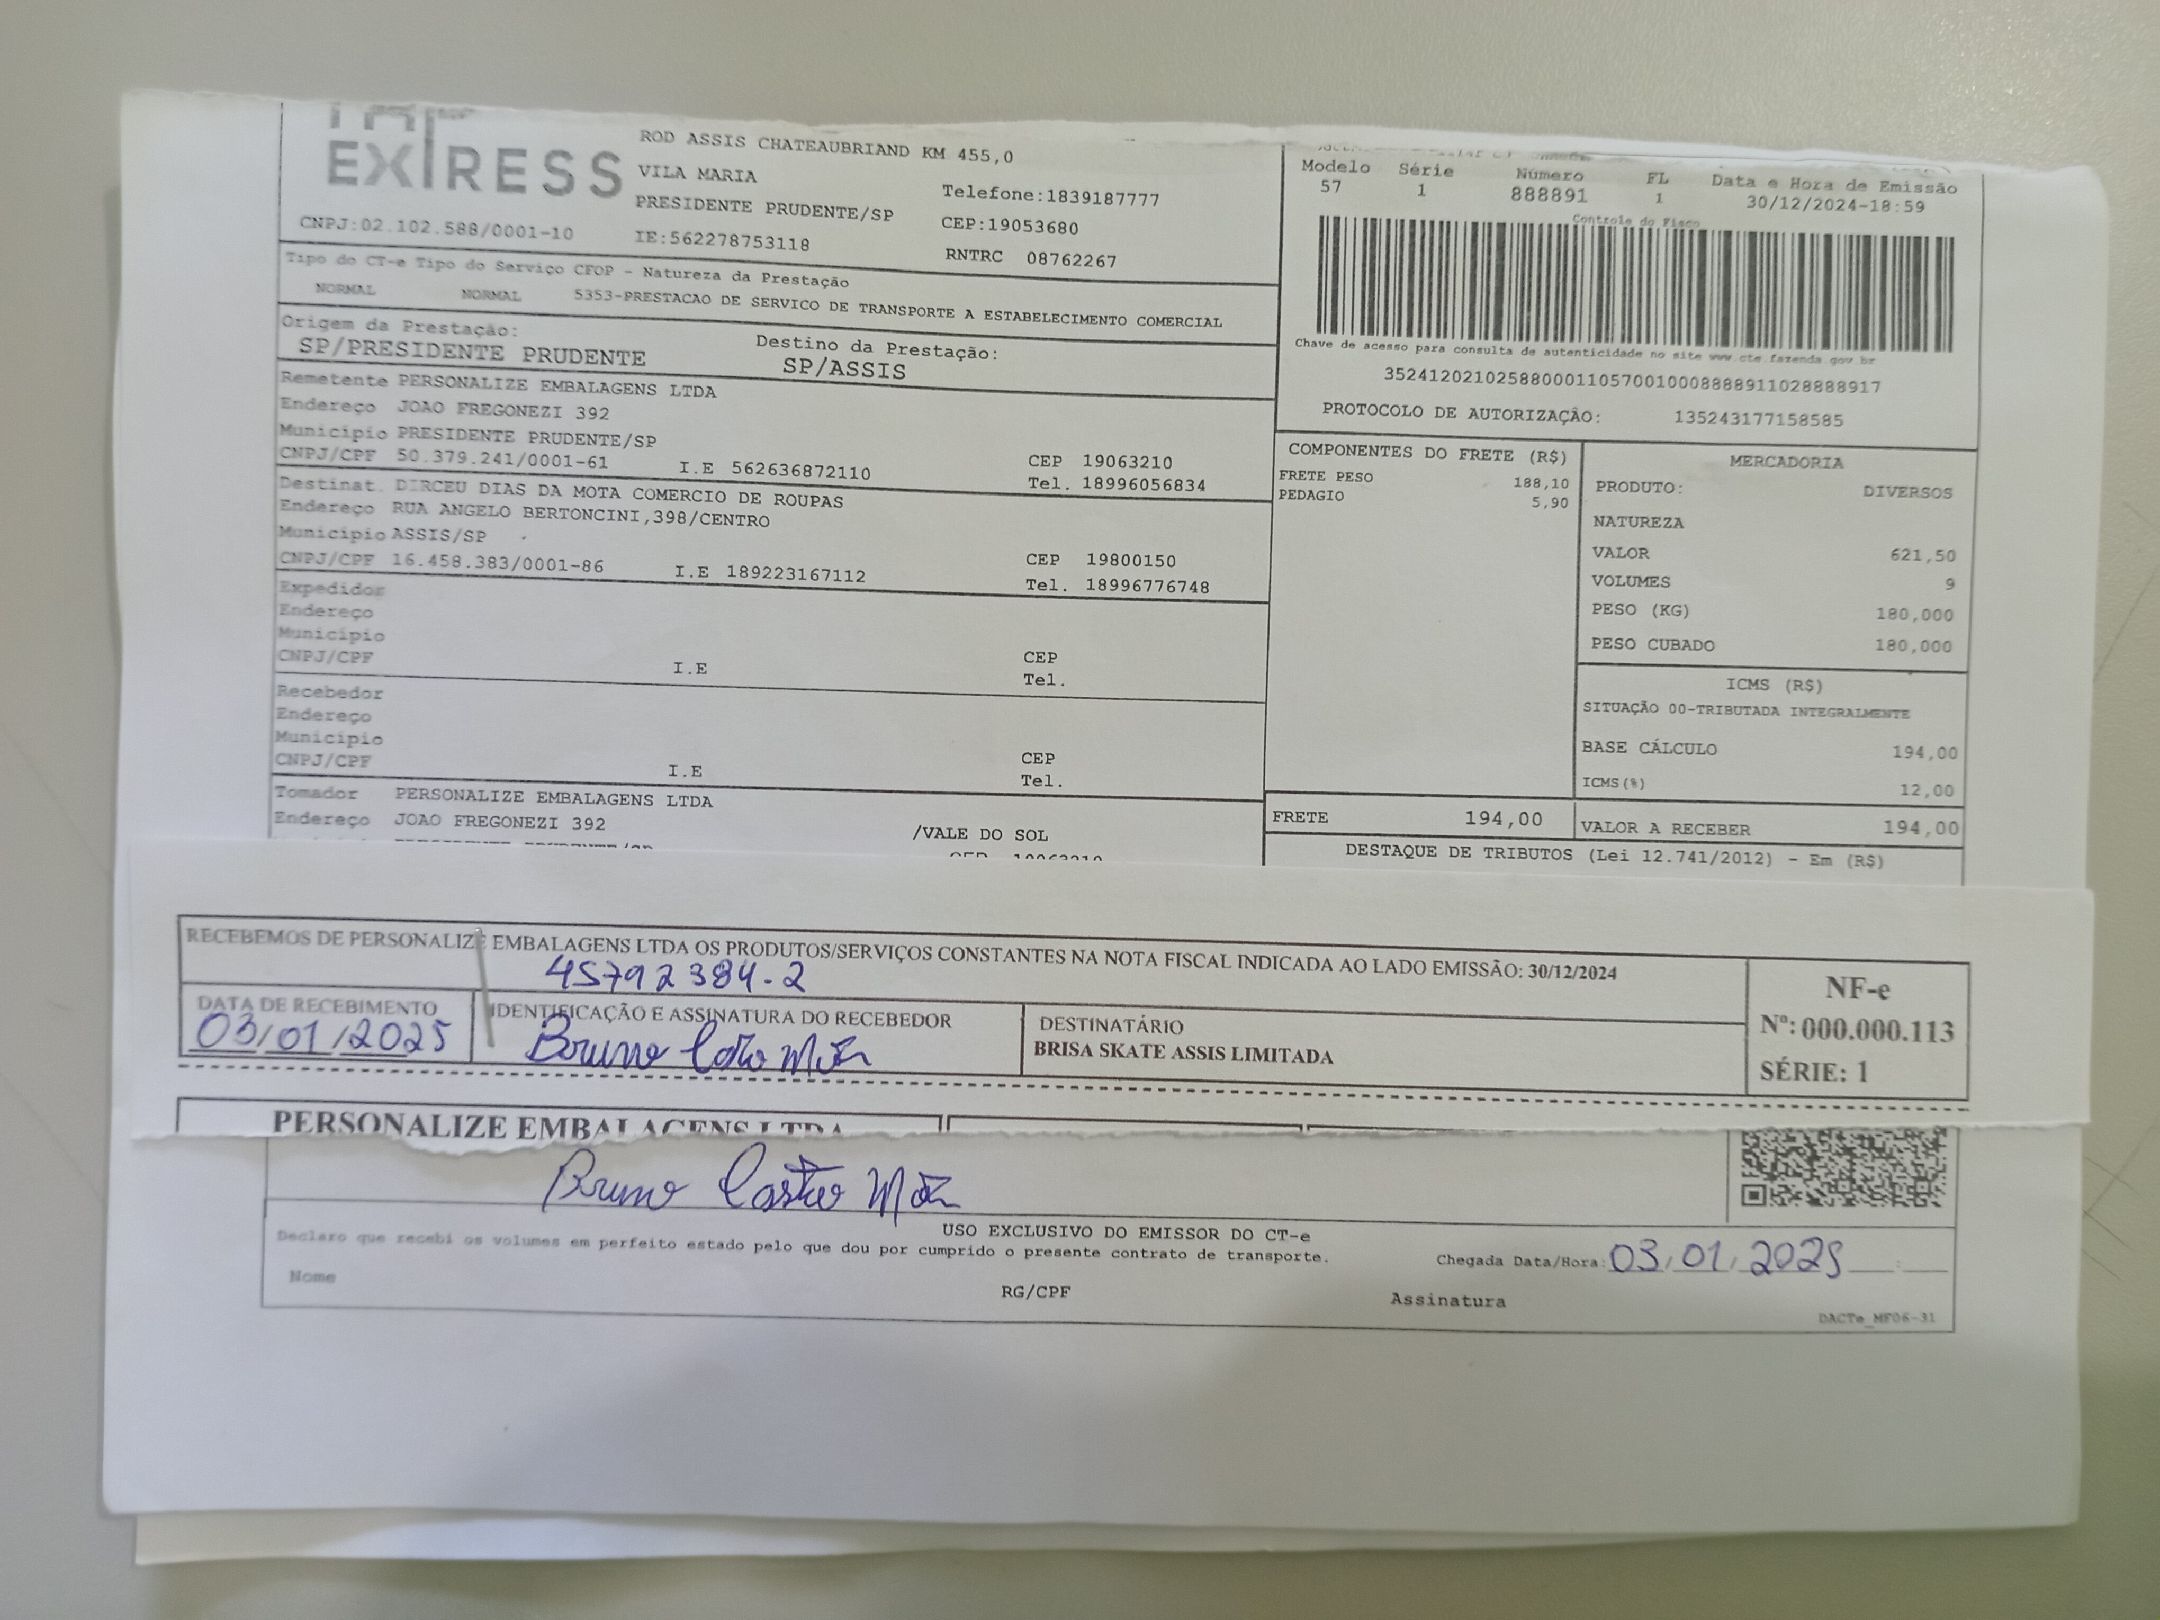 EXPRESS
ROD ASSIS CHATEAUBRIAND KM 455,0
VILA MARIA
PRESIDENTE PRUDENTE/SP
Telefone:1839187777
CNPJ:02.102.588/0001-10
IE:562278753118
CEP:19053680
RNTRC 08762267
Modelo Série Número FL Data e Hora de Emissão
57 1 888891 1 30/12/2024-18:59
Controle do Fisco
Tipo do CT-e Tipo do Serviço CFOP - Natureza da Prestação
NORMAL NORMAL 5353-PRESTACAO DE SERVICO DE TRANSPORTE A ESTABELECIMENTO COMERCIAL
Origem da Prestação:
SP/PRESIDENTE PRUDENTE
Destino da Prestação:
SP/ASSIS
Chave de acesso para consulta de autenticidade no site www.cte.fazenda.gov.br
35241202102588000110570010008888911028888917
PROTOCOLO DE AUTORIZAÇÃO: 135243177158585
Remetente PERSONALIZE EMBALAGENS LTDA
Endereço JOAO FREGONEZI 392
Município PRESIDENTE PRUDENTE/SP
CNPJ/CPF 50.379.241/0001-61 I.E 562636872110
CEP 19063210
Tel. 18996056834
Destinat. DIRCEU DIAS DA MOTA COMERCIO DE ROUPAS
Endereço RUA ANGELO BERTONCINI,398/CENTRO
Município ASSIS/SP
CNPJ/CPF 16.458.383/0001-86 I.E 189223167112
CEP 19800150
Tel. 18996776748
Expedidor
Endereço
Município
CNPJ/CPF I.E
CEP
Tel.
Recebedor
Endereço
Município
CNPJ/CPF I.E
CEP
Tel.
Tomador PERSONALIZE EMBALAGENS LTDA
Endereço JOAO FREGONEZI 392 /VALE DO SOL
COMPONENTES DO FRETE (R$)
FRETE PESO 188,10
PEDAGIO 5,90
MERCADORIA
PRODUTO: DIVERSOS
NATUREZA
VALOR 621,50
VOLUMES 9
PESO (KG) 180,000
PESO CUBADO 180,000
ICMS (R$)
SITUAÇÃO 00-TRIBUTADA INTEGRALMENTE
BASE CÁLCULO 194,00
ICMS(%) 12,00
FRETE 194,00
VALOR A RECEBER 194,00
DESTAQUE DE TRIBUTOS (Lei 12.741/2012) - Em (R$)
RECEBEMOS DE PERSONALIZE EMBALAGENS LTDA OS PRODUTOS/SERVIÇOS CONSTANTES NA NOTA FISCAL INDICADA AO LADO EMISSÃO: 30/12/2024
45792384-2
DATA DE RECEBIMENTO
03/01/2025
IDENTIFICAÇÃO E ASSINATURA DO RECEBEDOR
Bruno
DESTINATÁRIO
BRISA SKATE ASSIS LIMITADA
NF-e
Nº: 000.000.113
SÉRIE: 1
PERSONALIZE EMBALAGENS LTDA
Bruno Castro
USO EXCLUSIVO DO EMISSOR DO CT-e
Declaro que recebi os volumes em perfeito estado pelo que dou por cumprido o presente contrato de transporte.
Chegada Data/Hora: 03/01/2025
Nome
RG/CPF
Assinatura
DACTe_MF06-31